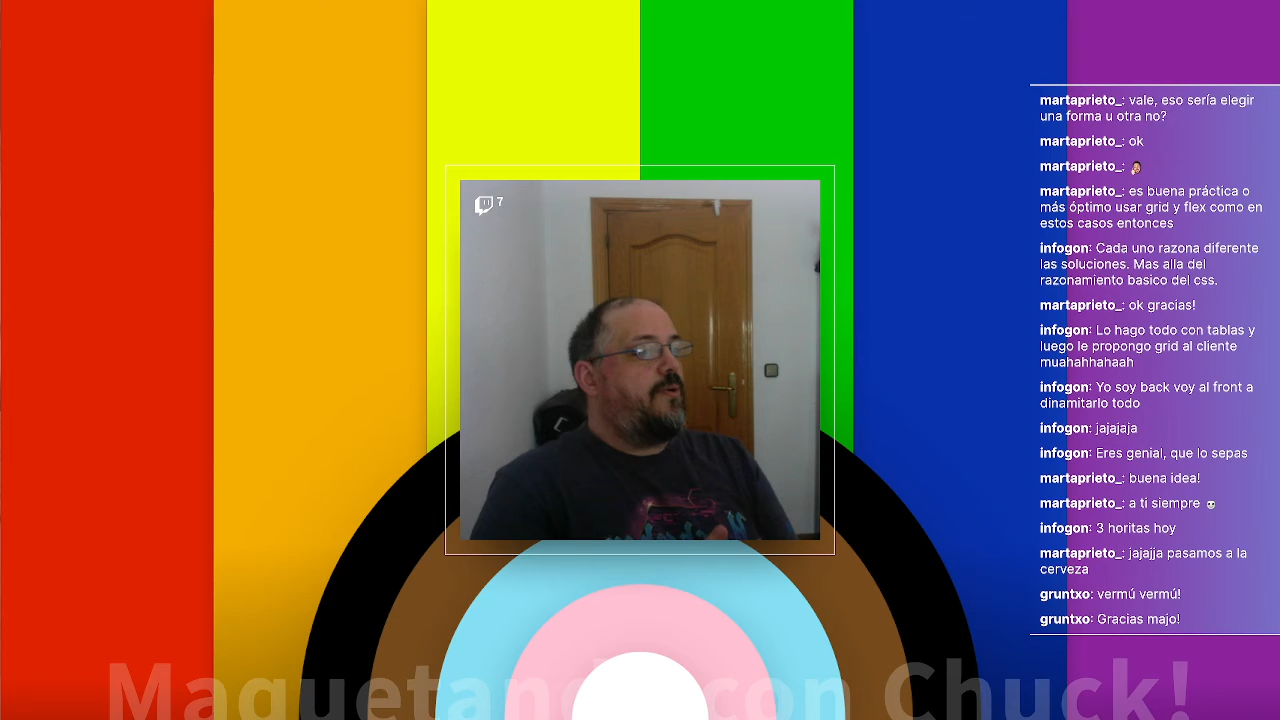 7
martaprieto_: vale, eso sería elegir
una forma u otra no?
martaprieto_: ok
martaprieto_:
martaprieto_: es buena práctica o
más óptimo usar grid y flex como en
estos casos entonces
infogon: Cada uno razona diferente
las soluciones. Mas alla del
razonamiento basico del css.
martaprieto_: ok gracias!
infogon: Lo hago todo con tablas y
luego le propongo grid al cliente
muahahhahaah
infogon: Yo soy back voy al front a
dinamitarlo todo
infogon: jajajaja
infogon: Eres genial, que lo sepas
martaprieto_: buena idea!
martaprieto_: a ti siempre
infogon: 3 horitas hoy
martaprieto_: jajajja pasamos a la
cerveza
gruntxo: vermú vermú!
gruntxo: Gracias majo!
Maquetando con Chuck!